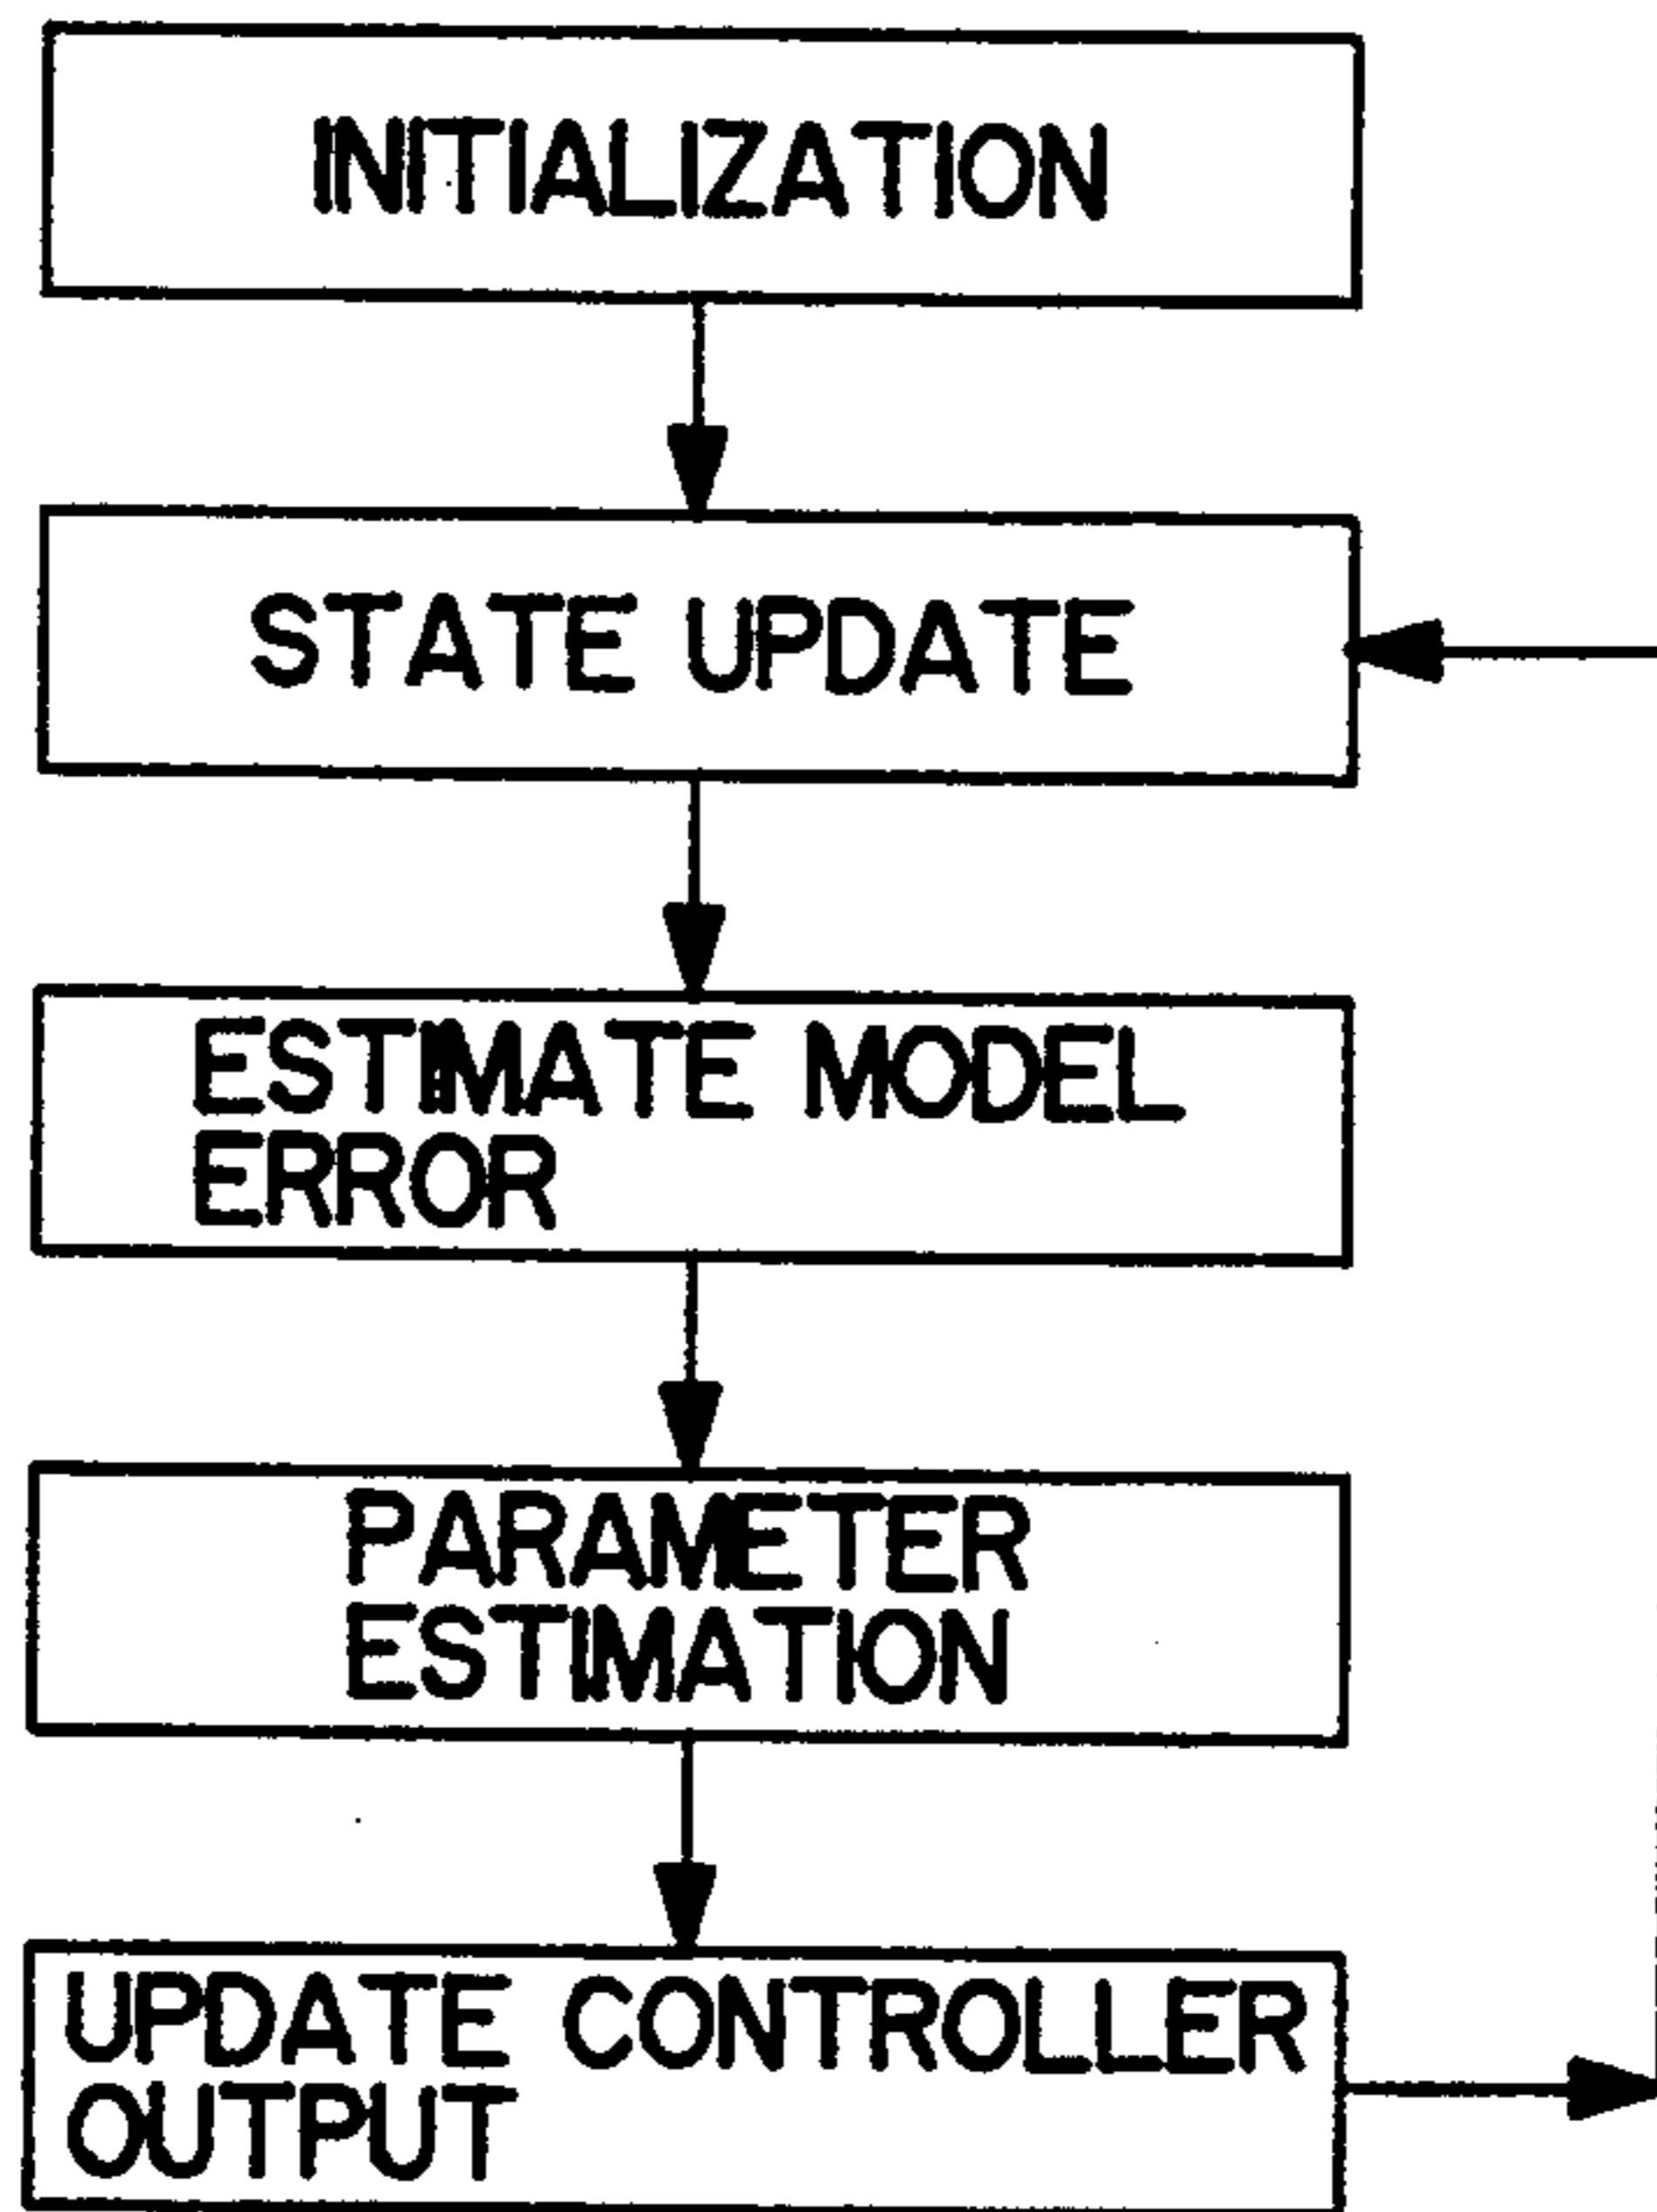 INITIALIZATION
STATE UPDATE
ESTIMATE MODEL
ERROR
PARAMETER
ESTIMATION
UPDATE CONTROLLER
OUTPUT